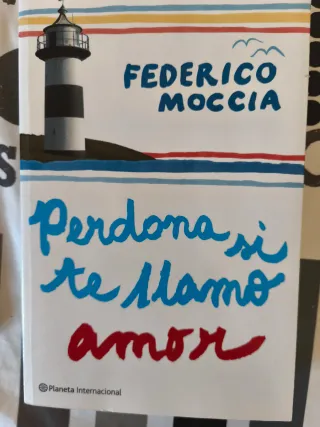 FEDERICO
MOCCIA
Perdona si
te llamo
amor
Planeta Internacional